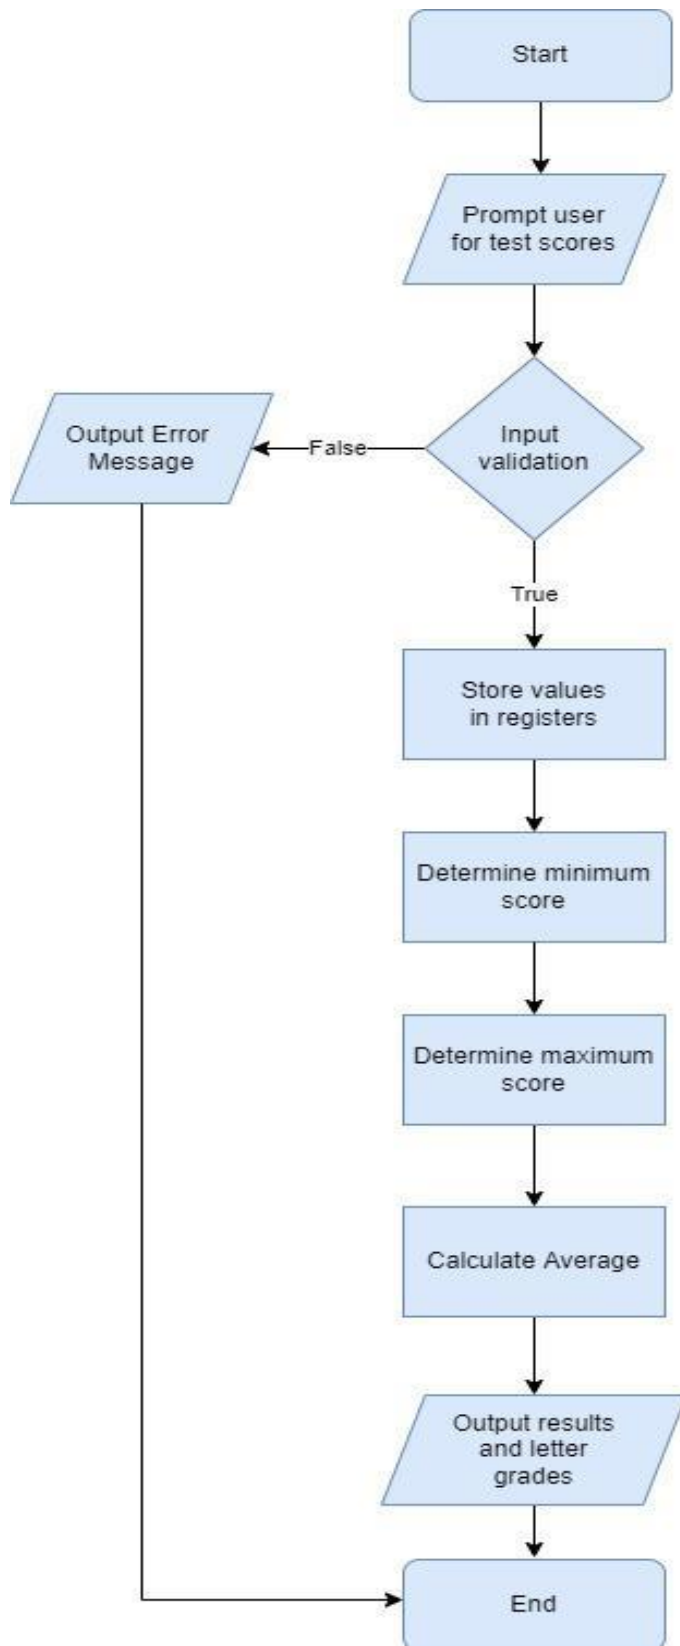 Start
Prompt user
for test scores
Input
validation
False
Output Error
Message
True
Store values
in registers
Determine minimum
score
Determine maximum
score
Calculate Average
Output results
and letter
grades
End